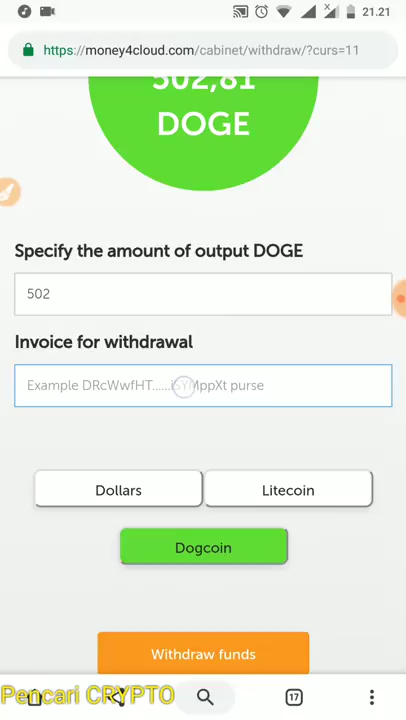 21.21
https://money4cloud.com/cabinet/withdraw/?curs=11
502,81
DOGE
Specify the amount of output DOGE
502
Invoice for withdrawal
Example DRcWwfHT......iSYMppXt purse
Dollars
Litecoin
Dogcoin
Withdraw funds
Pencari CRYPTO
17